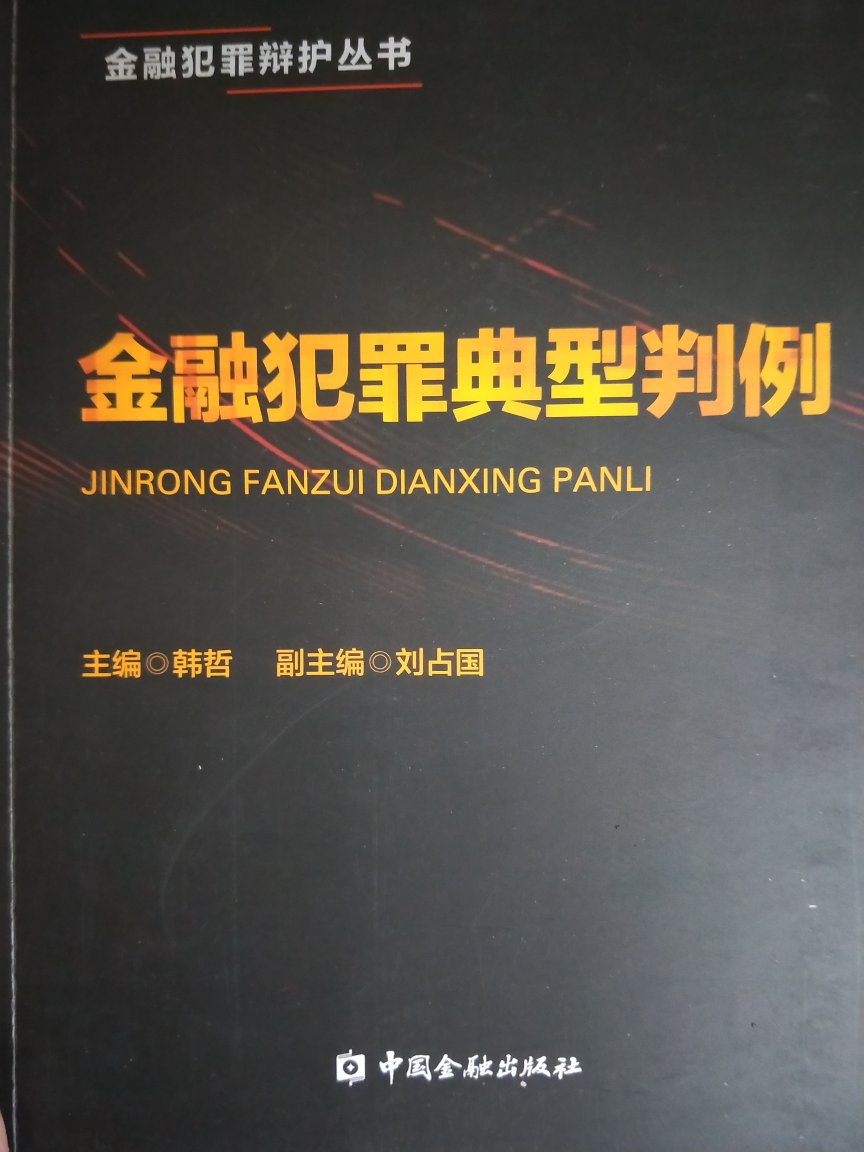 金融犯罪辩护丛书
金融犯罪典型判例
JINRONG FANZUI DIANXING PANLI
主编◎韩哲 副主编◎刘占国
中国金融出版社